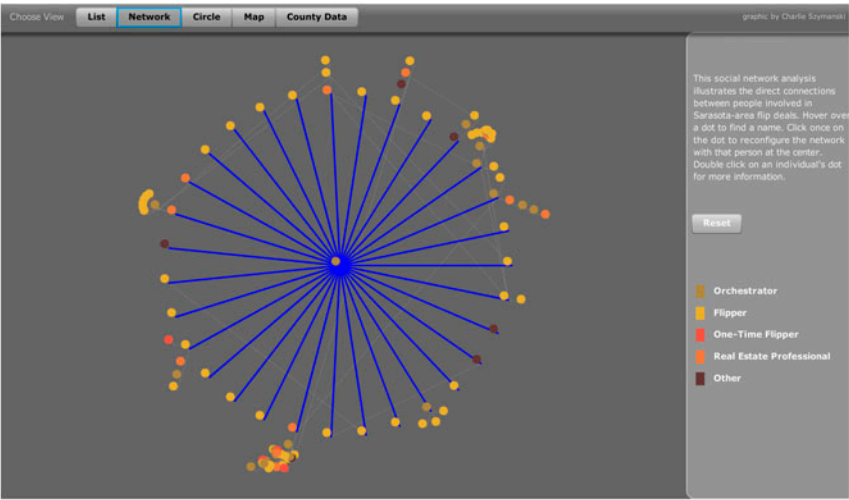 Choose View List Network Circle Map County Data graphic by Charlie Szymanski
This social network analysis
illustrates the direct connections
between people involved in
Sarasota-area flip deals. Hover over
a dot to find a name. Click once on
the dot to reconfigure the network
with that person at the center.
Double click on an individual's dot
for more information.
Reset
Orchestrator
Flipper
One-Time Flipper
Real Estate Professional
Other